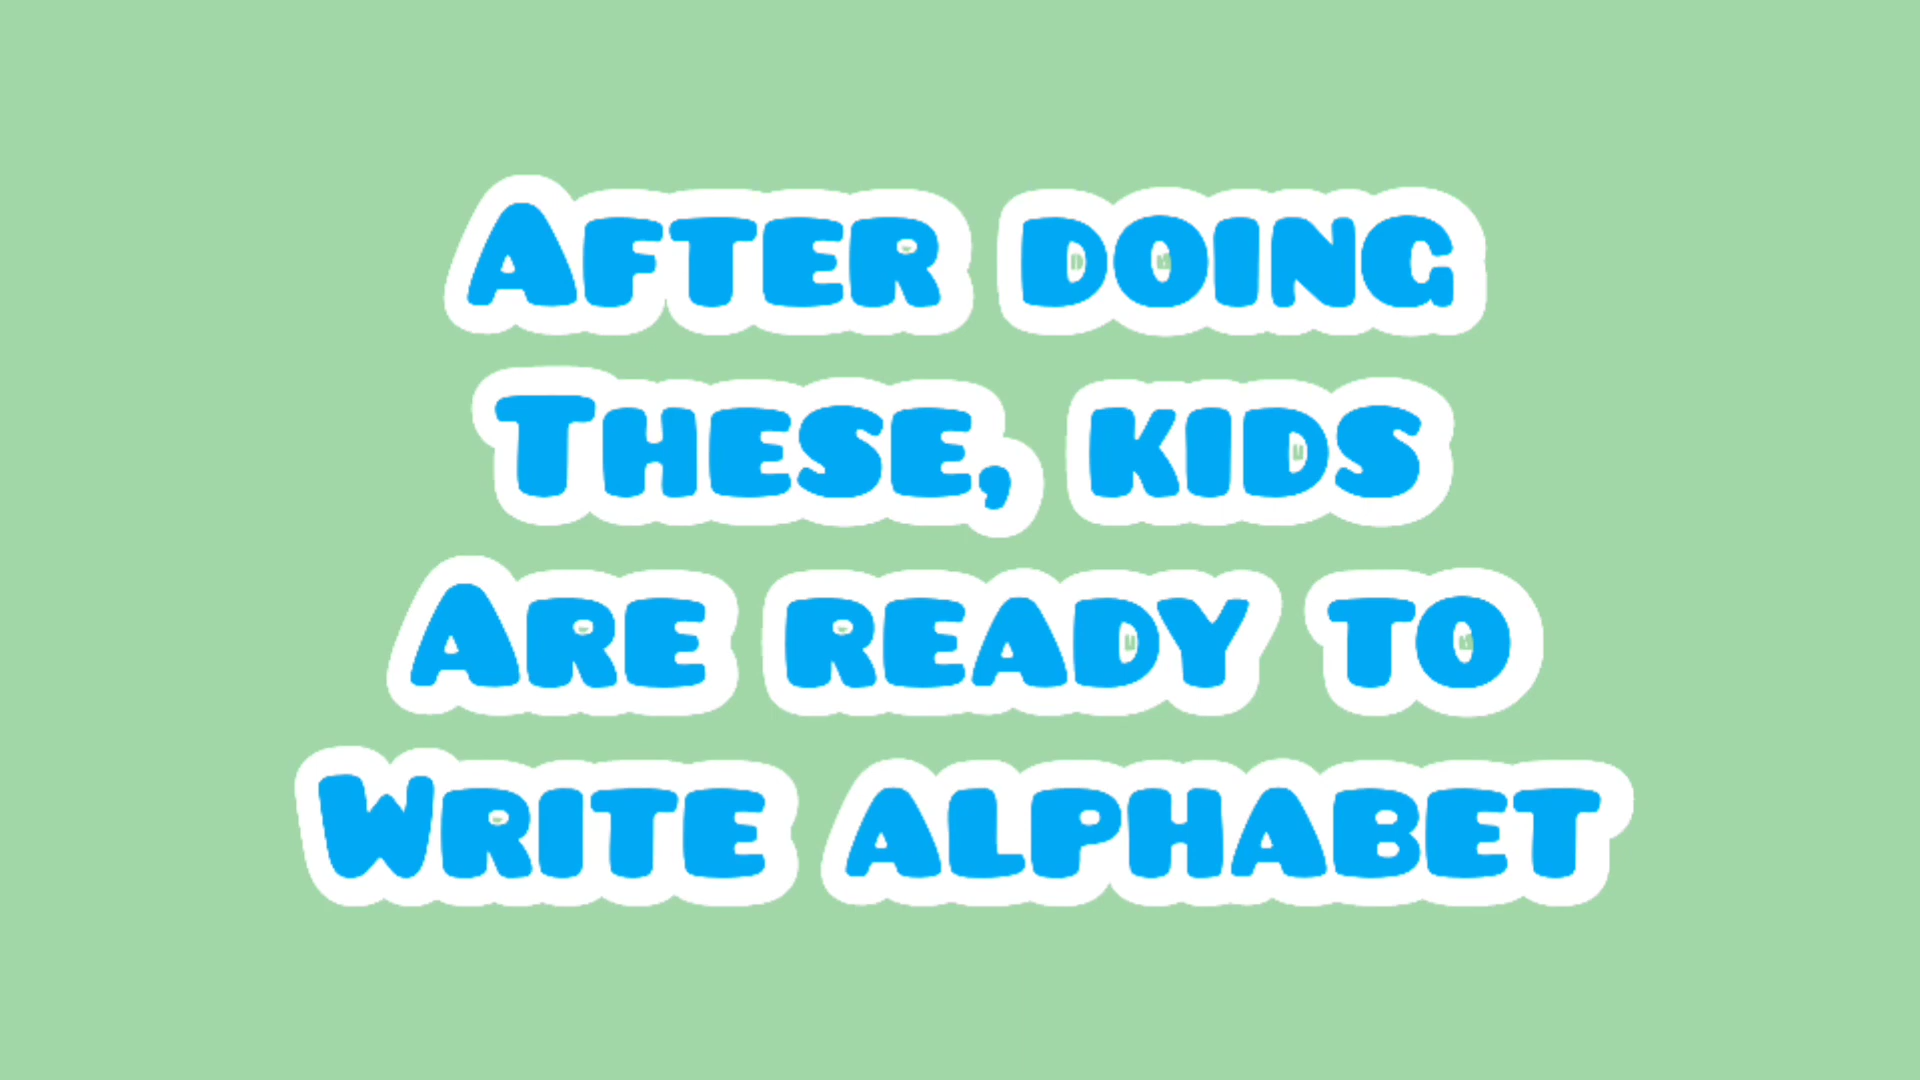 After doing
These, kids
Are ready to
Write alphabet